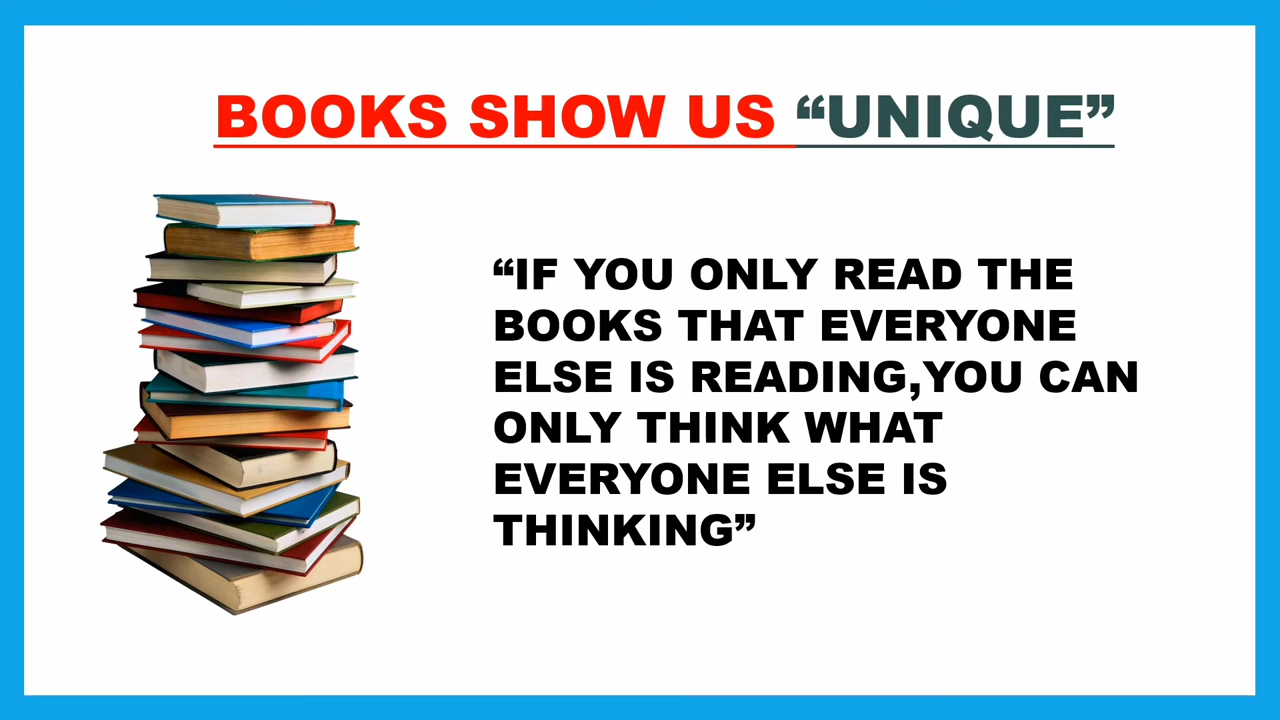 BOOKS SHOW US “UNIQUE”
“IF YOU ONLY READ THE
BOOKS THAT EVERYONE
ELSE IS READING,YOU CAN
ONLY THINK WHAT
EVERYONE ELSE IS
THINKING”